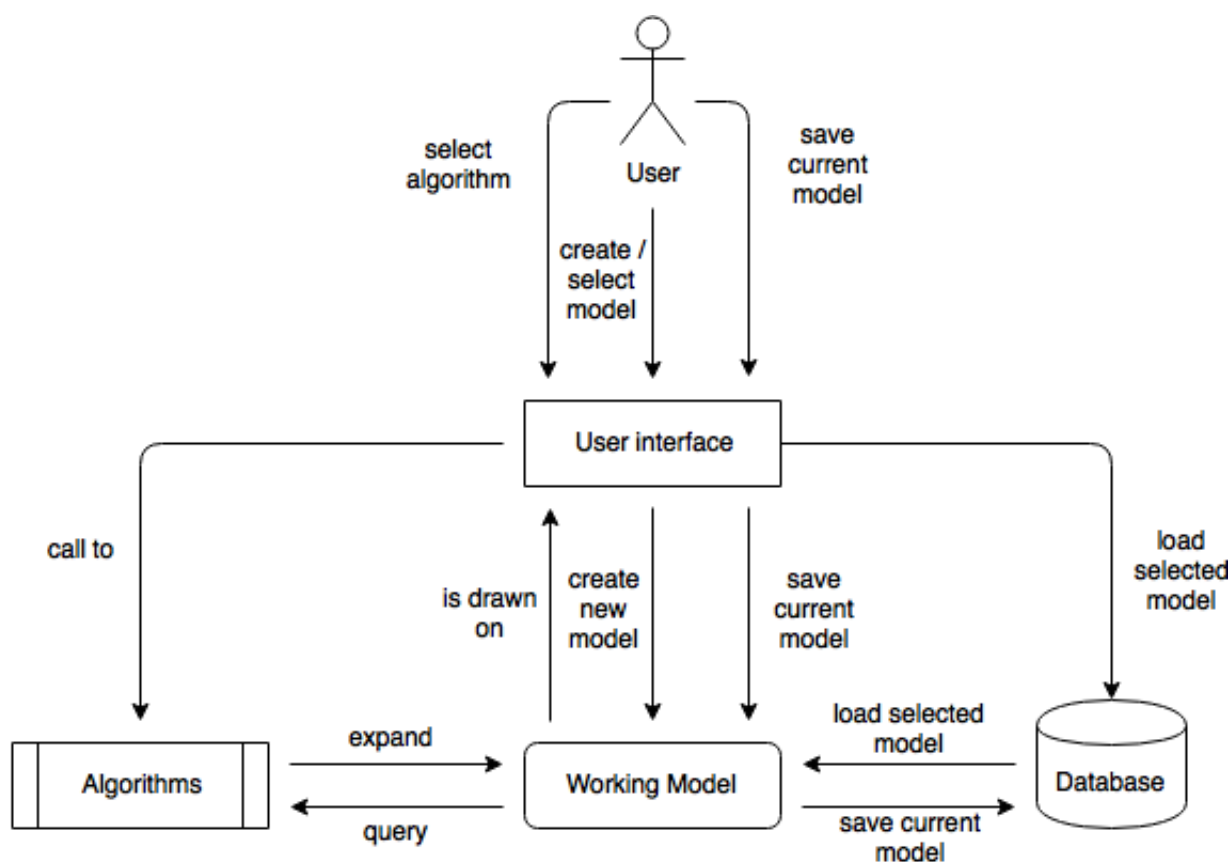 select
algorithm
User
save
current
model
create /
select
model
User interface
call to
is drawn
on
create
new
model
save
current
model
load
selected
model
Algorithms
expand
query
Working Model
load selected
model
save current
model
Database